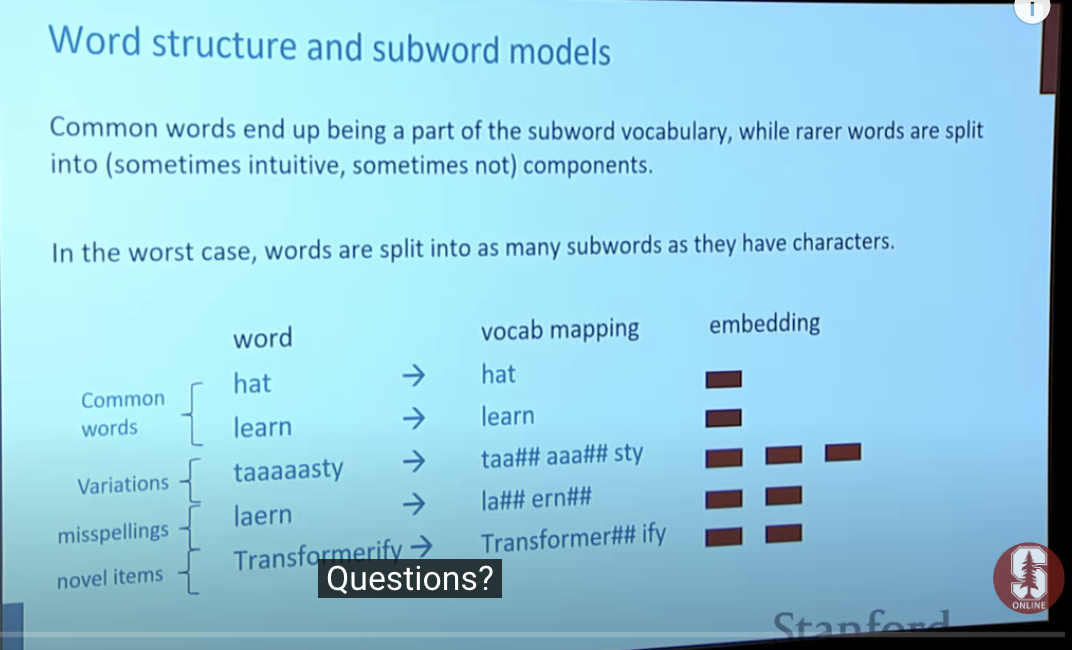 Word structure and subword models
Common words end up being a part of the subword vocabulary, while rarer words are split
into (sometimes intuitive, sometimes not) components.
In the worst case, words are split into as many subwords as they have characters.
word vocab mapping embedding
Common
words
hat → hat
learn → learn
Variations
taaaaasty → taa## aaa## sty
misspellings
laern → la## ern##
novel items
Transformerify → Transformer## ify
Questions?
Stanford
S
ONLINE
i